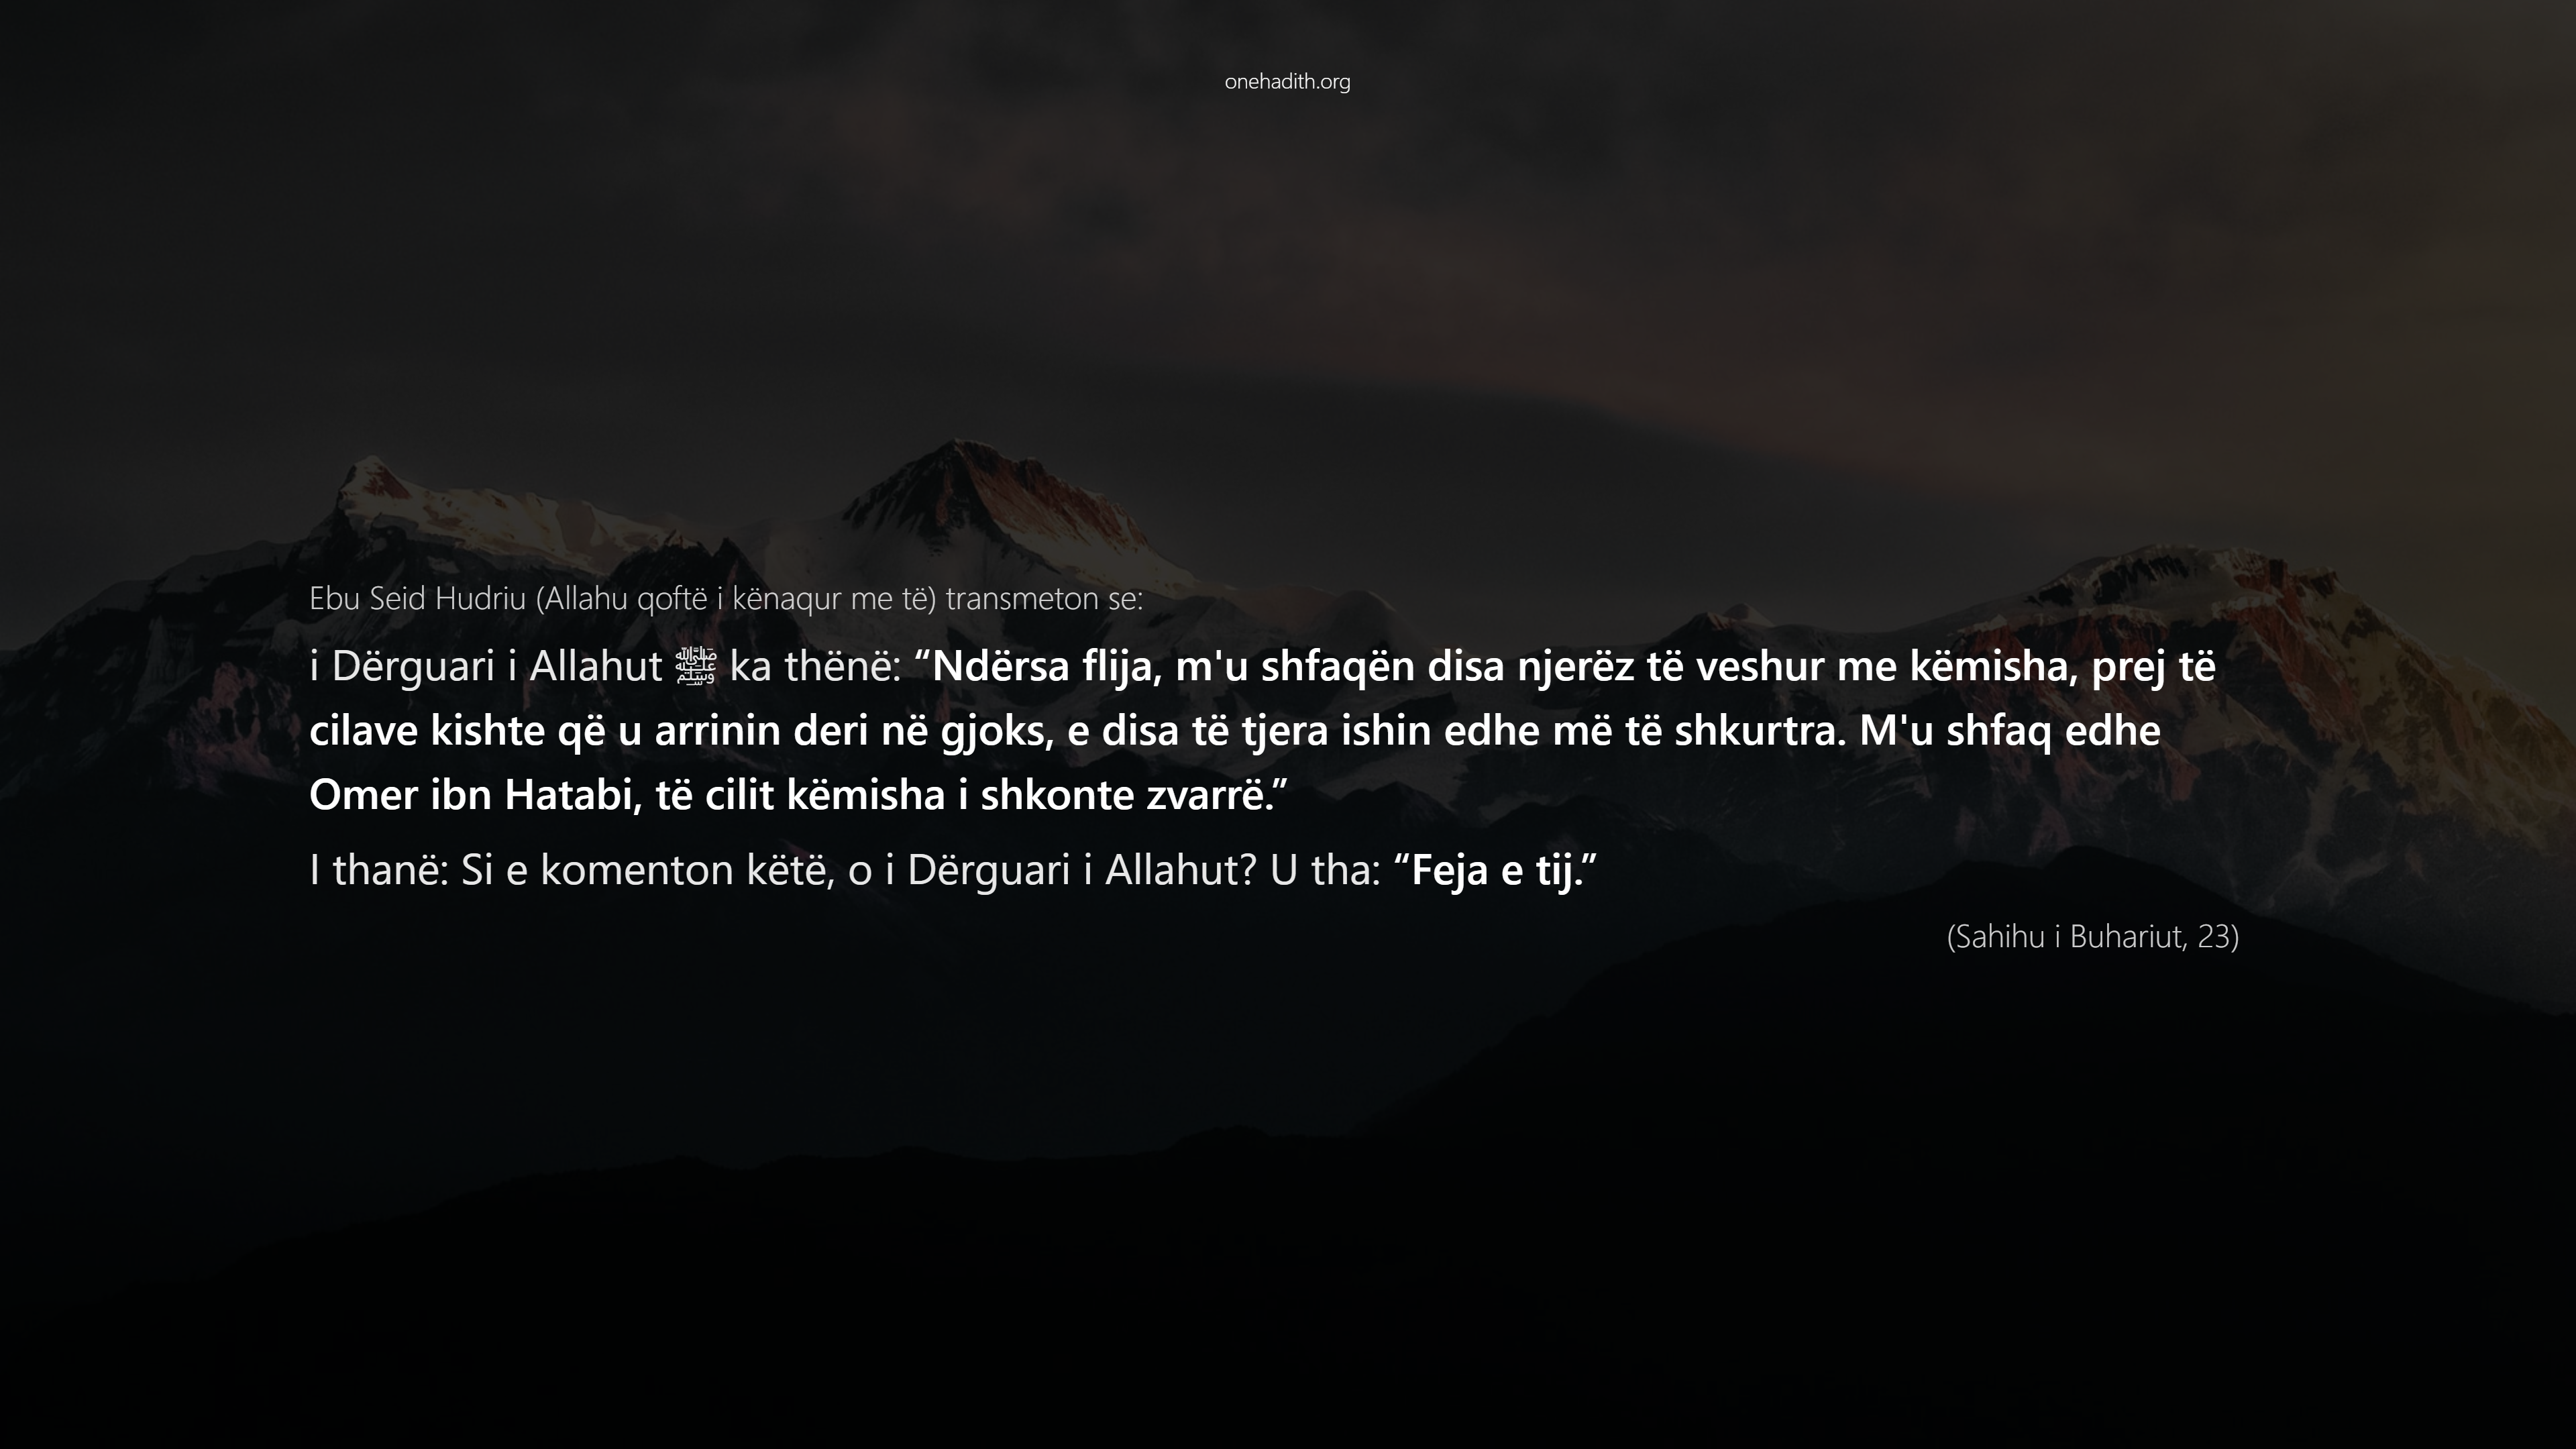 onehadith.org
Ebu Seid Hudriu (Allahu qoftë i kënaqur me të) transmeton se:
i Dërguari i Allahut ﷺ ka thënë: “Ndërsa flija, m'u shfaqën disa njerëz të veshur me këmisha, prej të
cilave kishte që u arrinin deri në gjoks, e disa të tjera ishin edhe më të shkurtra. M'u shfaq edhe
Omer ibn Hatabi, të cilit këmisha i shkonte zvarrë.”
I thanë: Si e komenton këtë, o i Dërguari i Allahut? U tha: “Feja e tij.”
(Sahihu i Buhariut, 23)